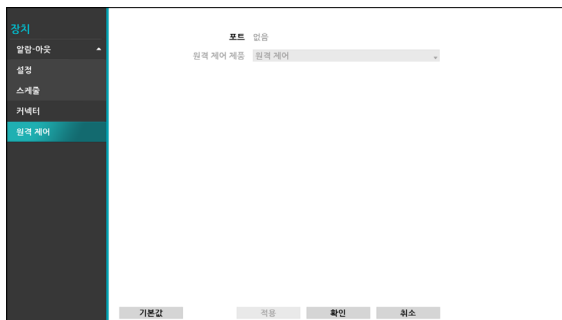 장치
알람-아웃
설정
스케줄
커넥터
원격 제어
포트 없음
원격 제어 제품 원격 제어
기본값 적용 확인 취소